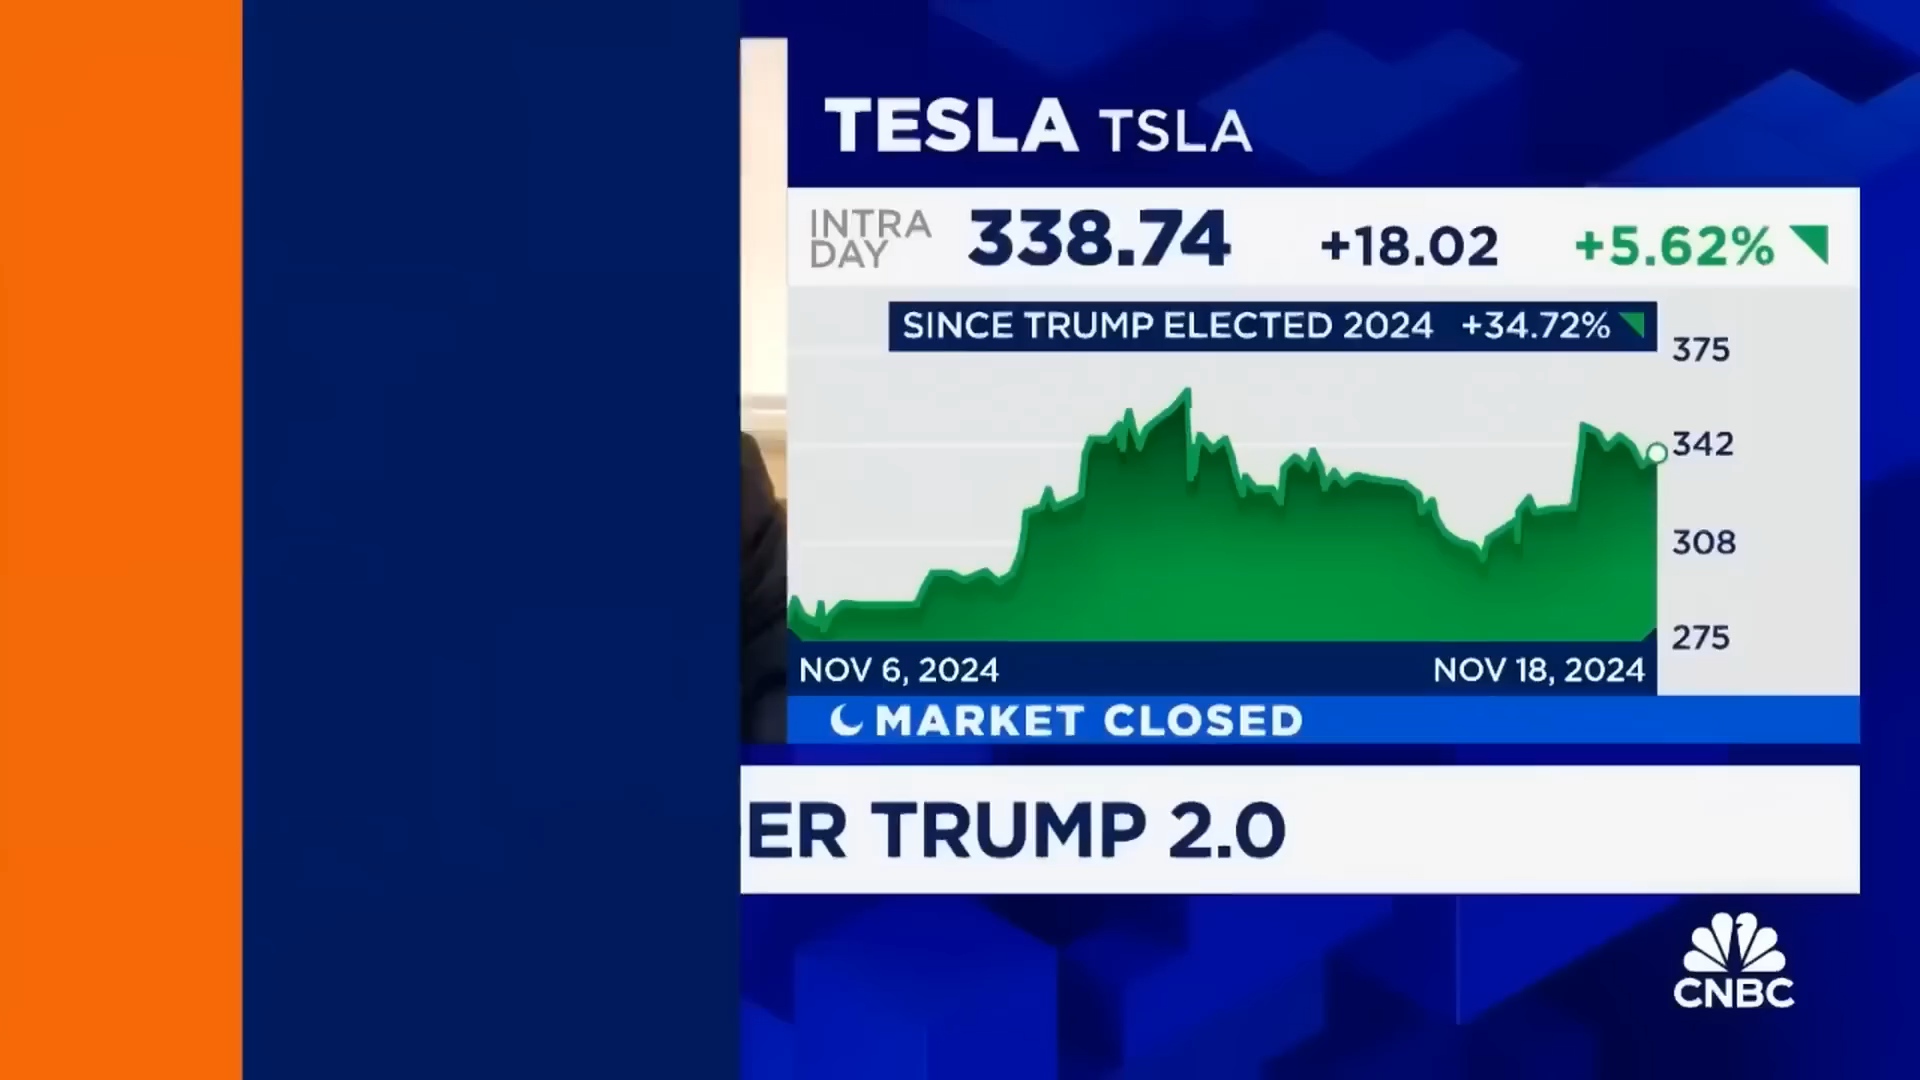 TESLA TSLA
INTRA DAY 338.74 +18.02 +5.62%
SINCE TRUMP ELECTED 2024 +34.72%
375
342
308
275
NOV 6, 2024 NOV 18, 2024
MARKET CLOSED
ER TRUMP 2.0
CNBC